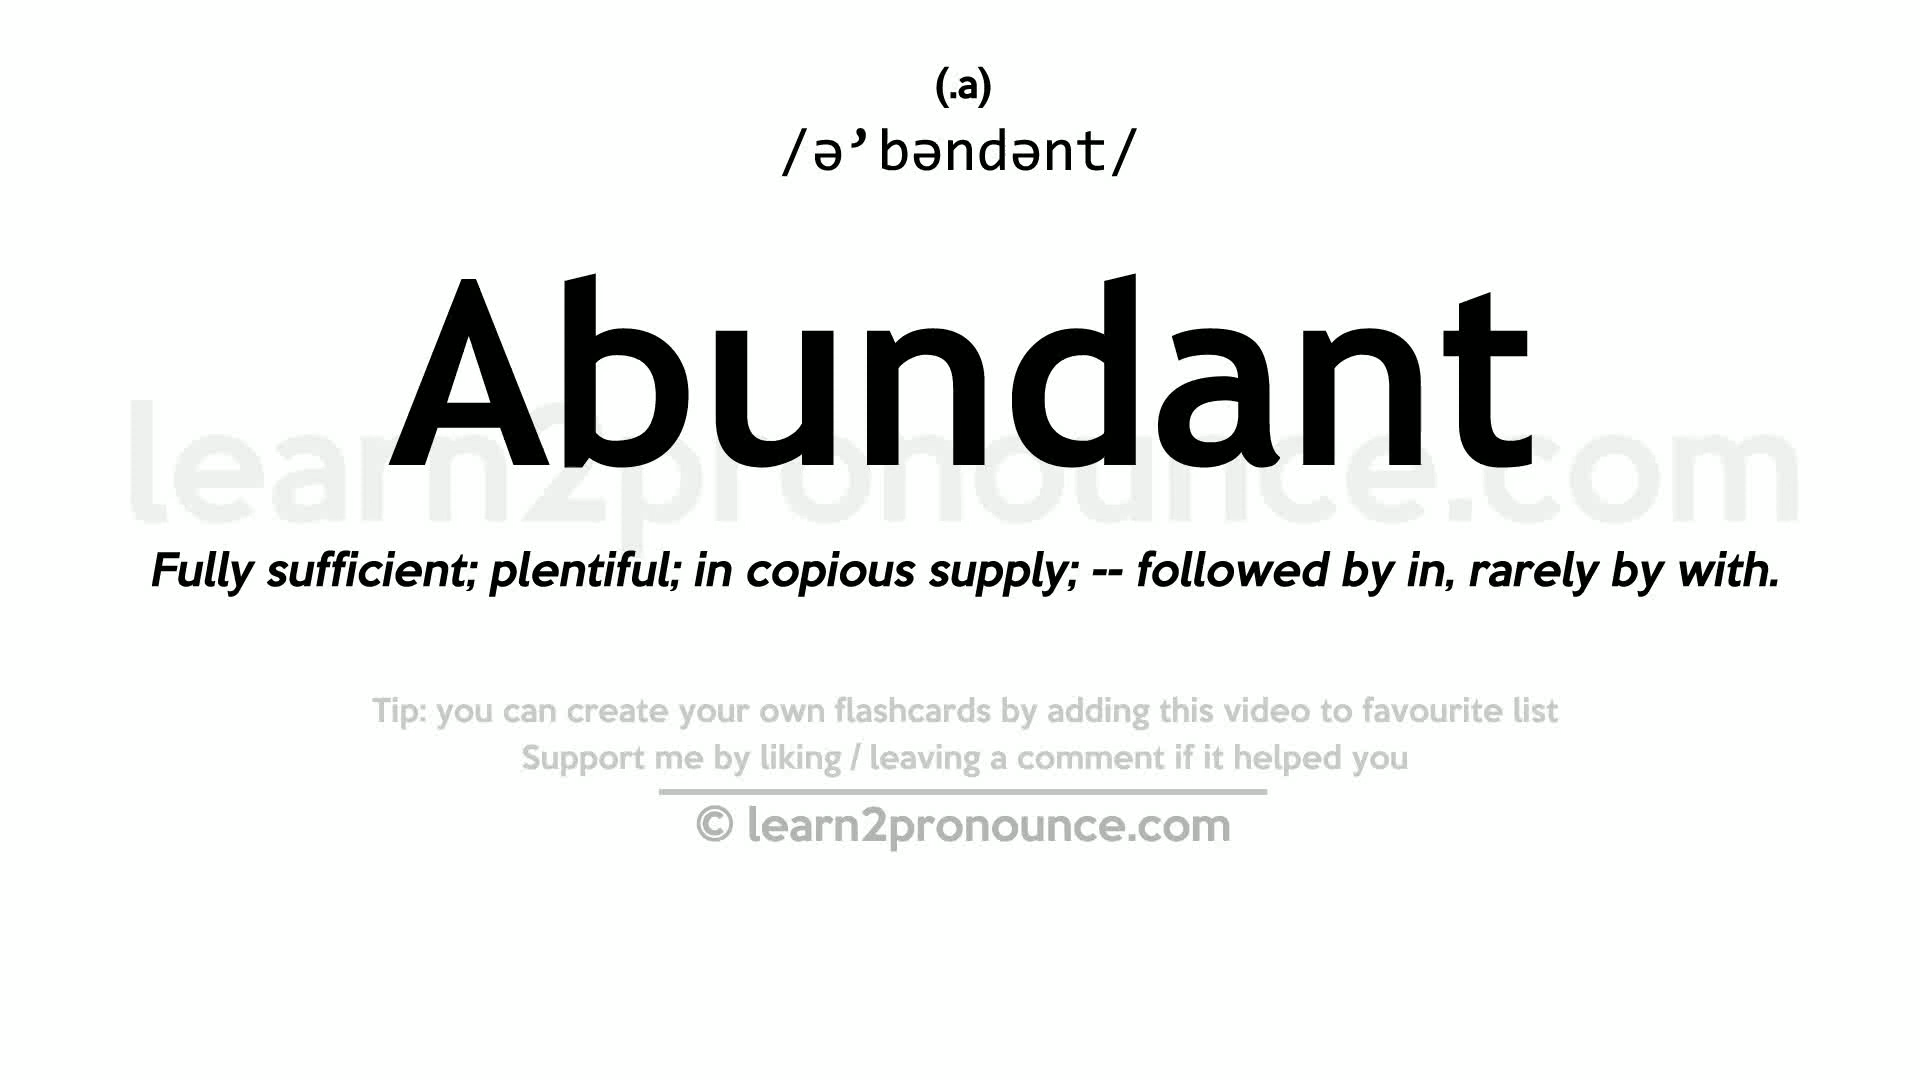 (.a)
/ə’bəndənt/
Abundant
learn2pronounce.com
Fully sufficient; plentiful; in copious supply; -- followed by in, rarely by with.
Tip: you can create your own flashcards by adding this video to favourite list
Support me by liking / leaving a comment if it helped you
© learn2pronounce.com